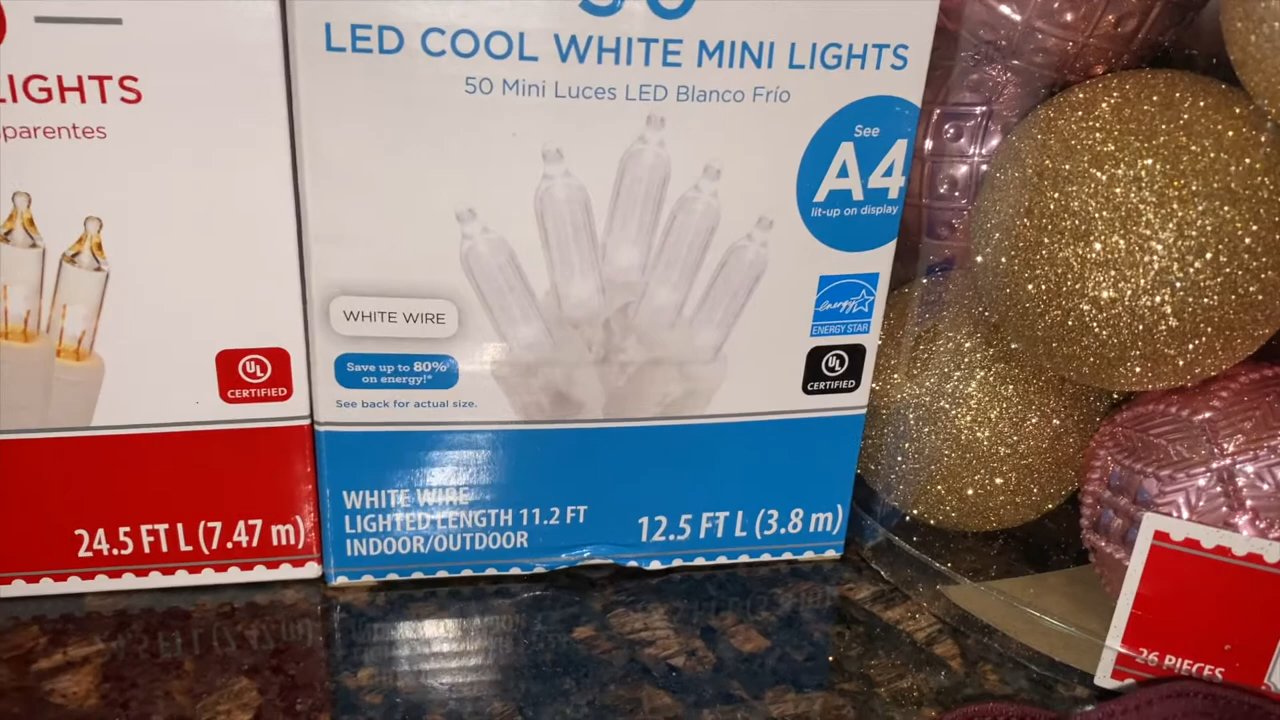 LIGHTS
parentes
UL
CERTIFIED
24.5 FT L (7.47 m)
50
LED COOL WHITE MINI LIGHTS
50 Mini Luces LED Blanco Frío
See
A4
lit-up on display
WHITE WIRE
Save up to 80%
on energy!*
See back for actual size.
energy
ENERGY STAR
UL
CERTIFIED
WHITE WIRE
LIGHTED LENGTH 11.2 FT
INDOOR/OUTDOOR
12.5 FT L (3.8 m)
26 PIECES